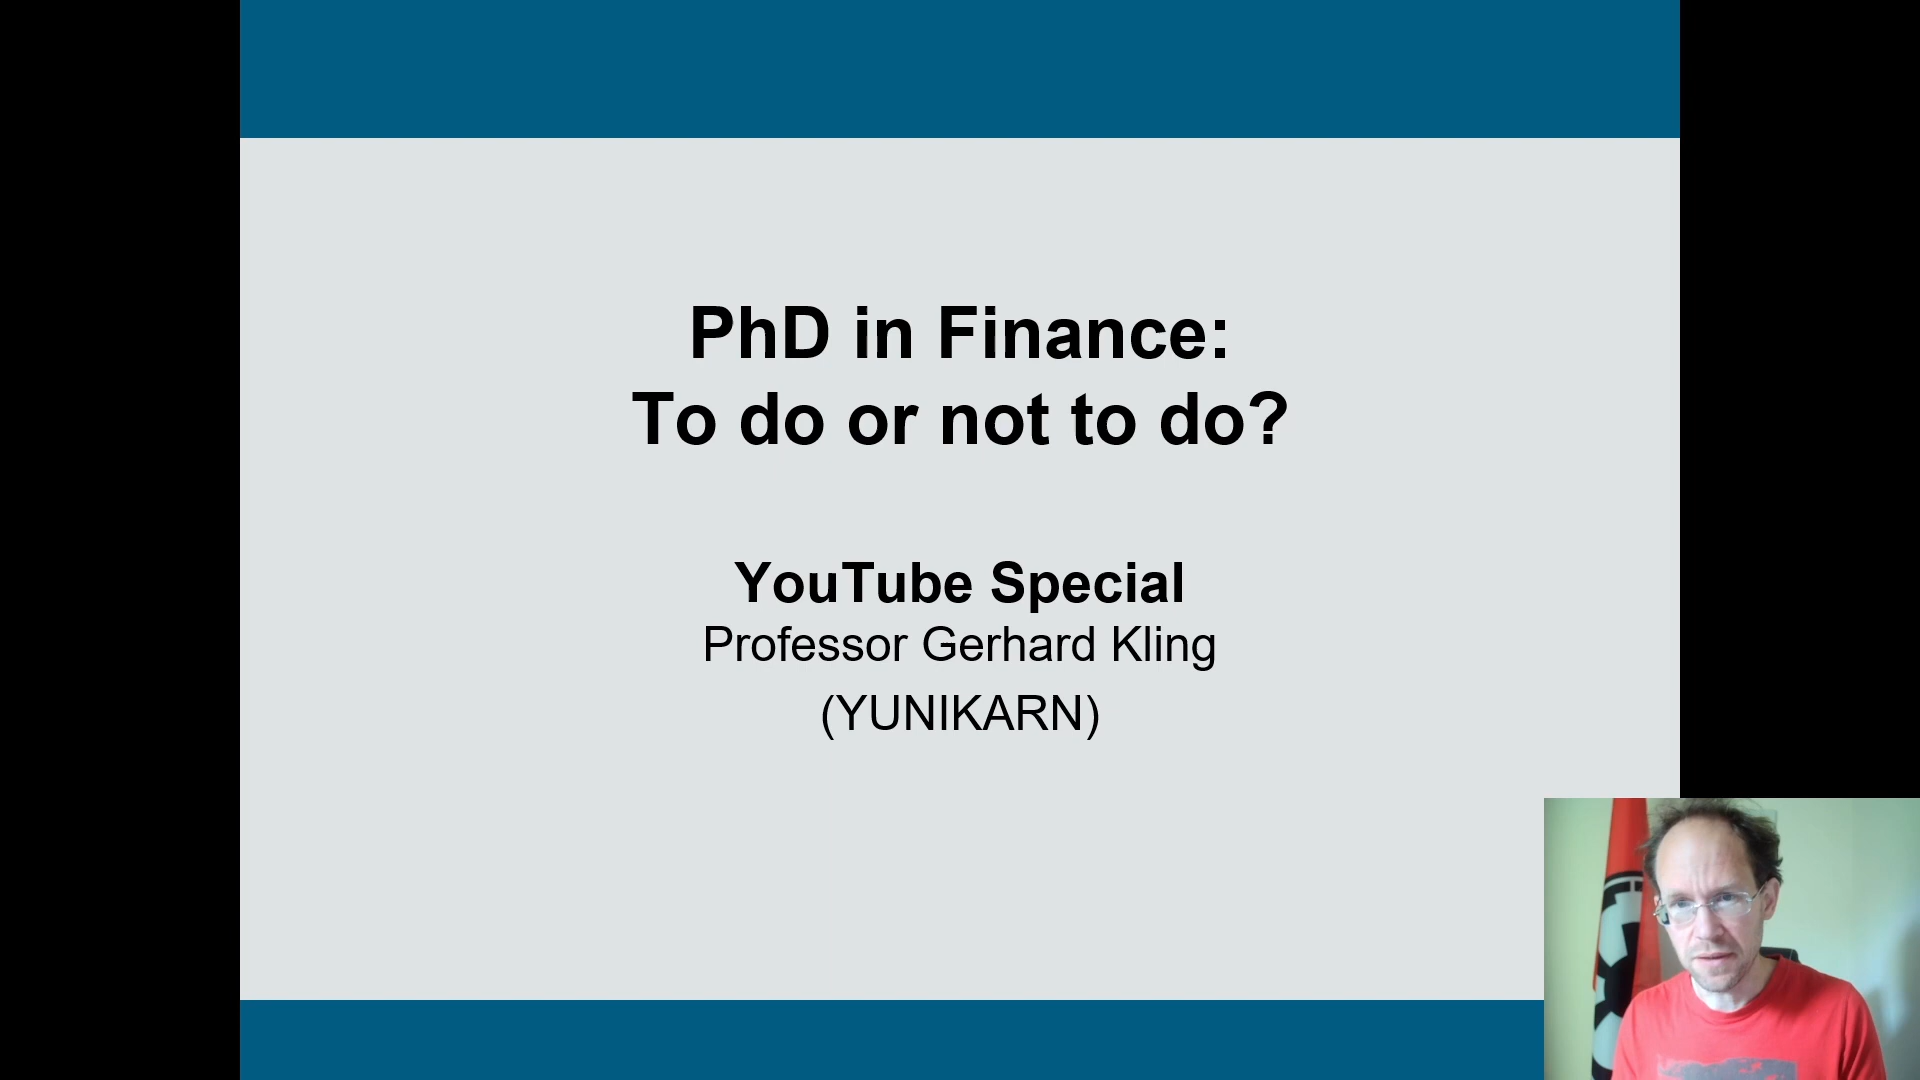 PhD in Finance:
To do or not to do?
YouTube Special
Professor Gerhard Kling
(YUNIKARN)